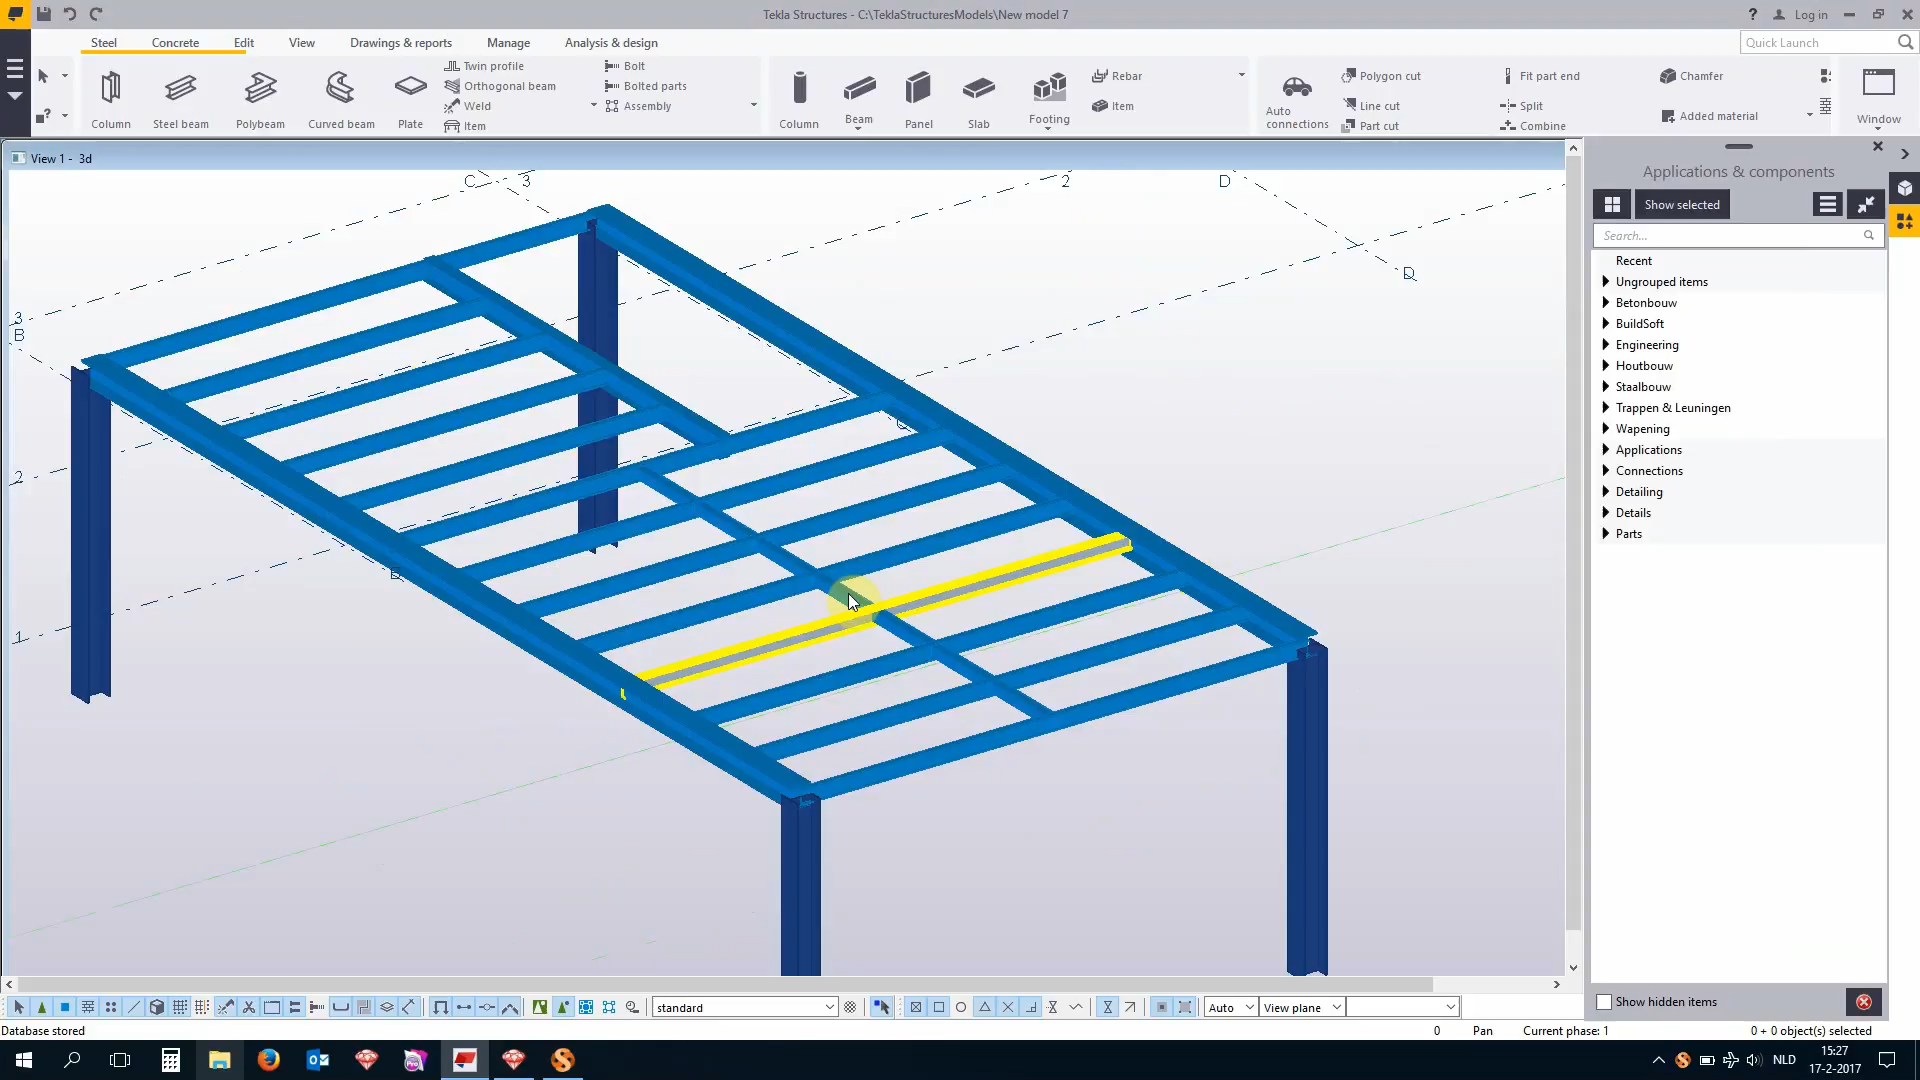 Tekla Structures - C:\TeklaStructuresModels\New model 7
? Log in
Steel Concrete Edit View Drawings & reports Manage Analysis & design
Quick Launch
Twin profile
Orthogonal beam
Weld
Item
Bolt
Bolted parts
Assembly
Column Steel beam Polybeam Curved beam Plate
Column Beam Panel Slab Footing
Rebar
Item
Auto connections
Polygon cut
Line cut
Part cut
Fit part end
Split
Combine
Chamfer
Added material
Window
View 1 - 3d
C 3 2 D
D
3
B
2
1
Applications & components
Show selected
Search...
Recent
Ungrouped items
Betonbouw
BuildSoft
Engineering
Houtbouw
Staalbouw
Trappen & Leuningen
Wapening
Applications
Connections
Detailing
Details
Parts
Show hidden items
standard
Auto
View plane
Database stored
0 Pan Current phase: 1 0 + 0 object(s) selected
NLD
15:27
17-2-2017